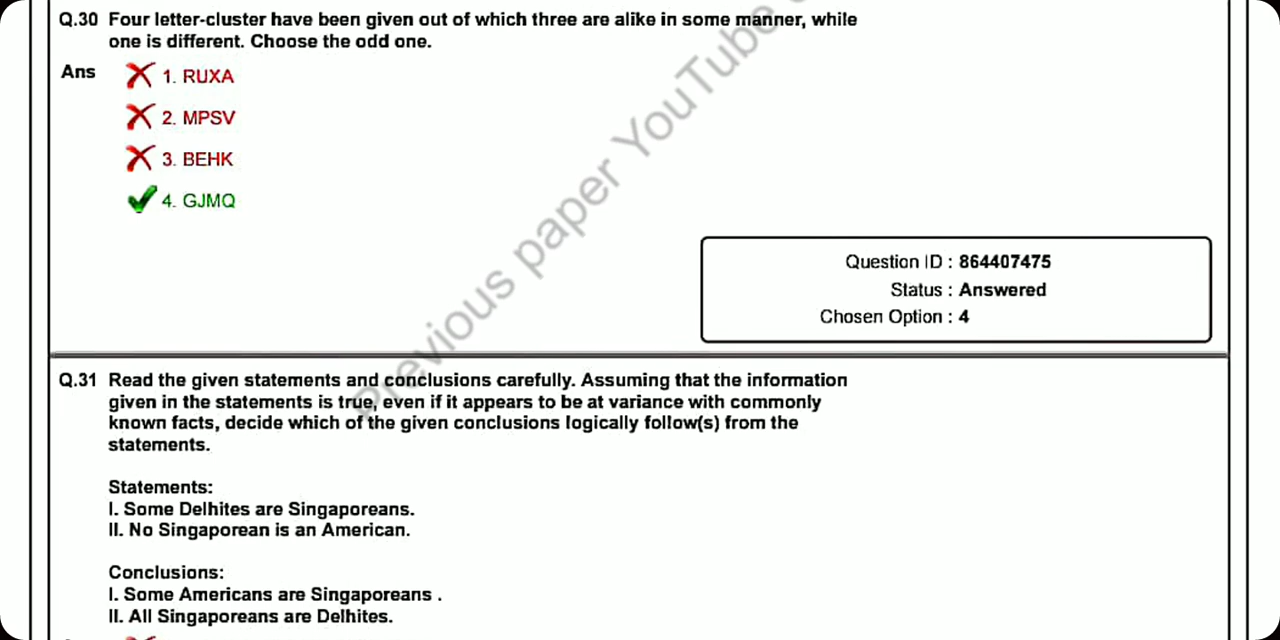 Q.30 Four letter-cluster have been given out of which three are alike in some manner, while
one is different. Choose the odd one.
Ans
1. RUXA
2. MPSV
3. BEHK
4. GJMQ
Previous paper YouTube
Question ID : 864407475
Status : Answered
Chosen Option : 4
Q.31 Read the given statements and conclusions carefully. Assuming that the information
given in the statements is true, even if it appears to be at variance with commonly
known facts, decide which of the given conclusions logically follow(s) from the
statements.
Statements:
I. Some Delhites are Singaporeans.
II. No Singaporean is an American.
Conclusions:
I. Some Americans are Singaporeans .
II. All Singaporeans are Delhites.